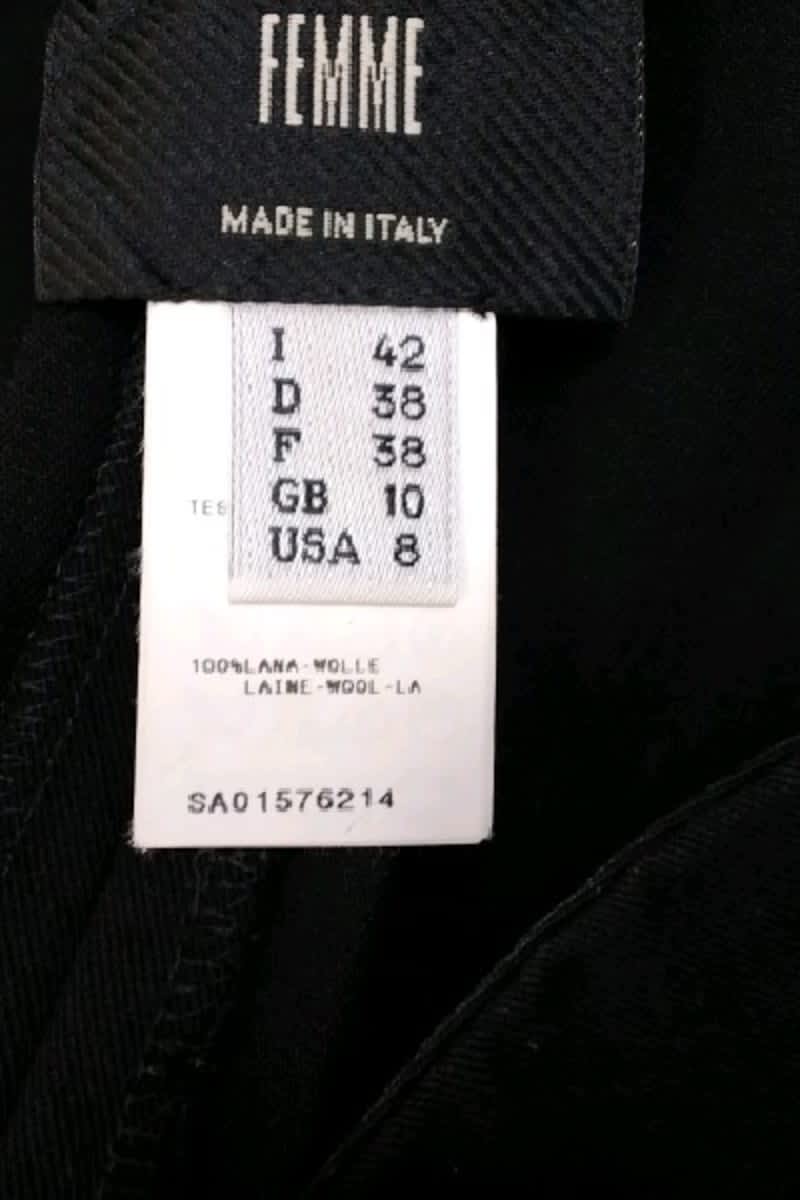 FEMME
MADE IN ITALY
I 42
D 38
F 38
GB 10
USA 8
100%LANA-WOLLE
LAINE-WOOL-LA
SA01576214